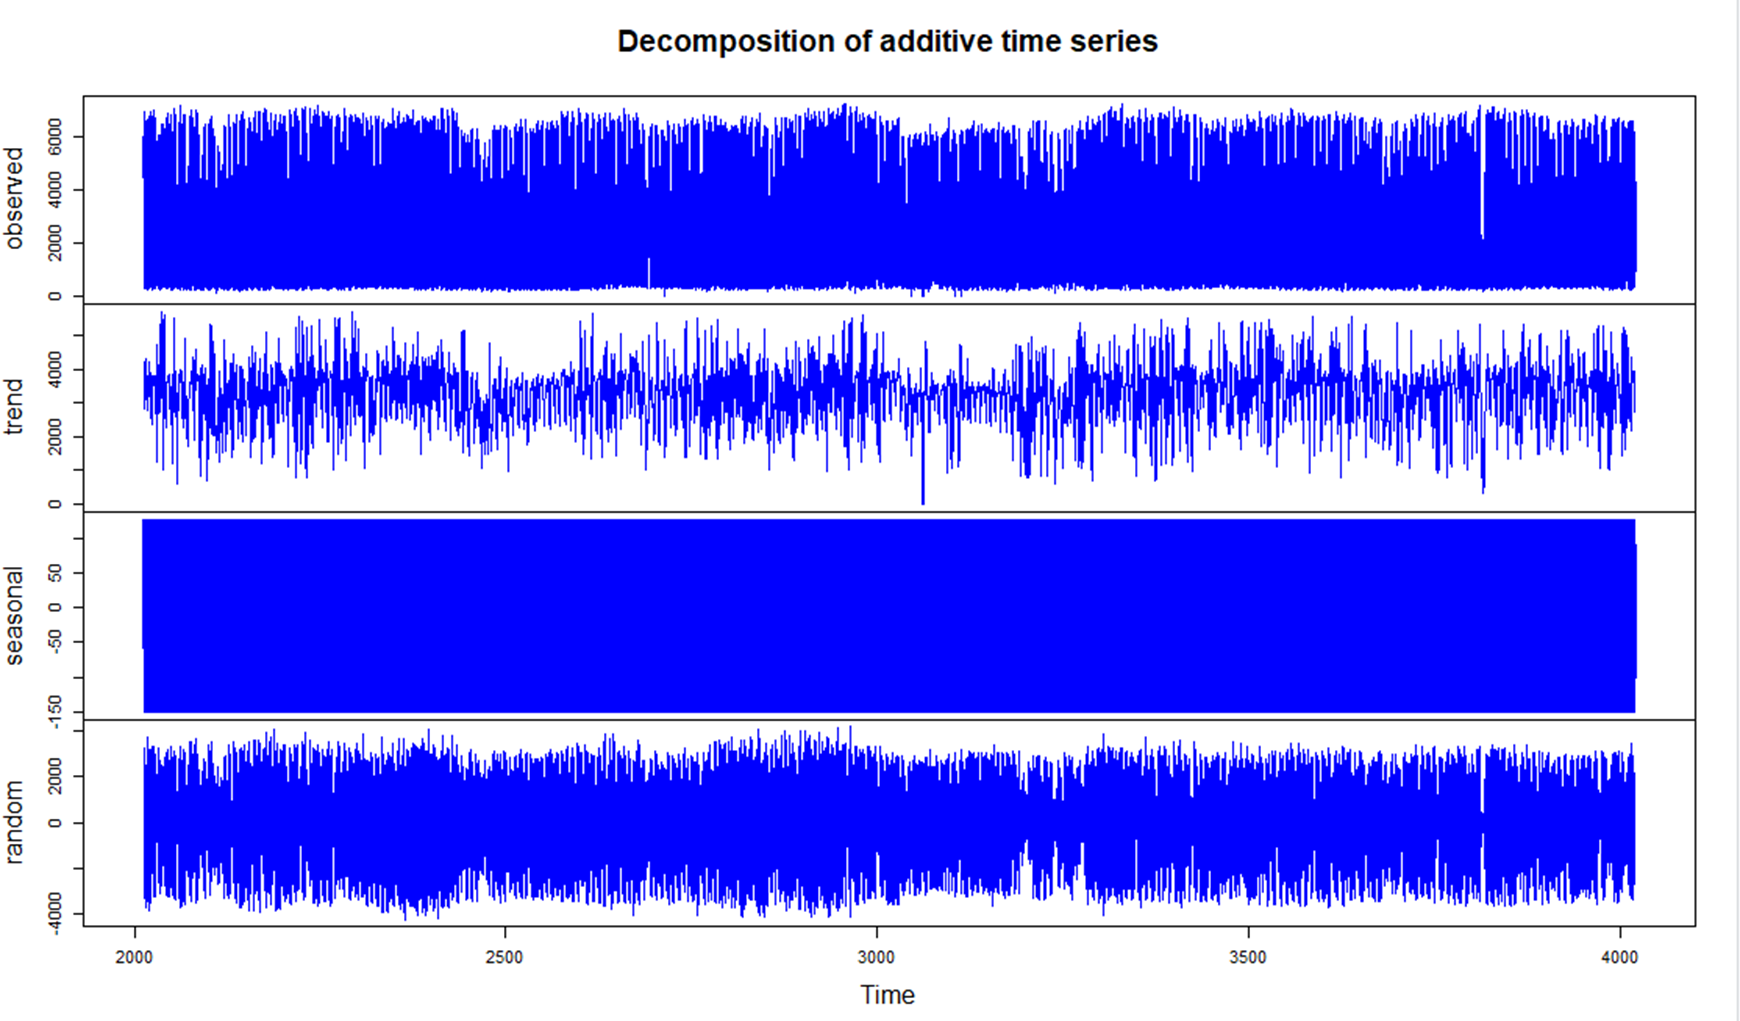 Decomposition of additive time series
observed
0 2000 4000 6000
trend
0 2000 4000
seasonal
-150 -50 0 50
random
-4000 0 2000
2000 2500 3000 3500 4000
Time